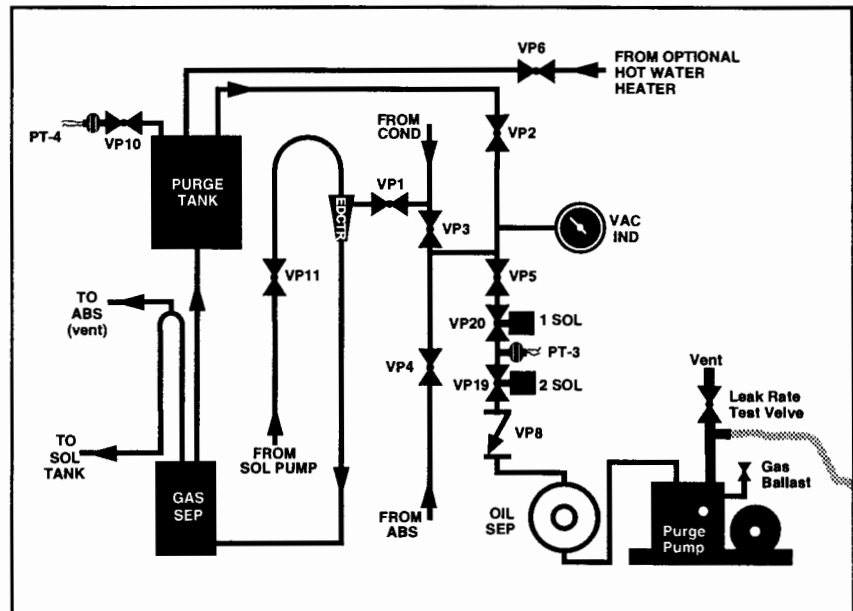 VP6
FROM OPTIONAL
HOT WATER
HEATER
FROM
COND
PT-4
VP10
VP2
PURGE
TANK
VP1
EDCTR
VP3
VAC
IND
VP11
VP5
TO
ABS
(vent)
VP20
1 SOL
PT-3
VP4
VP19
2 SOL
Vent
Leak Rate
Test Velve
VP8
TO
SOL
TANK
FROM
SOL PUMP
GAS
SEP
FROM
ABS
OIL
SEP
Gas
Ballast
Purge
Pump